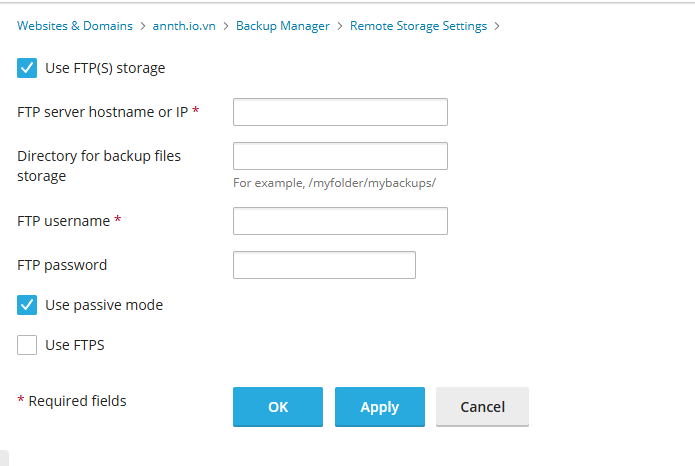 Websites & Domains > annth.io.vn > Backup Manager > Remote Storage Settings >
Use FTP(S) storage
FTP server hostname or IP *
Directory for backup files
storage
For example, /myfolder/mybackups/
FTP username *
FTP password
Use passive mode
Use FTPS
* Required fields
OK
Apply
Cancel